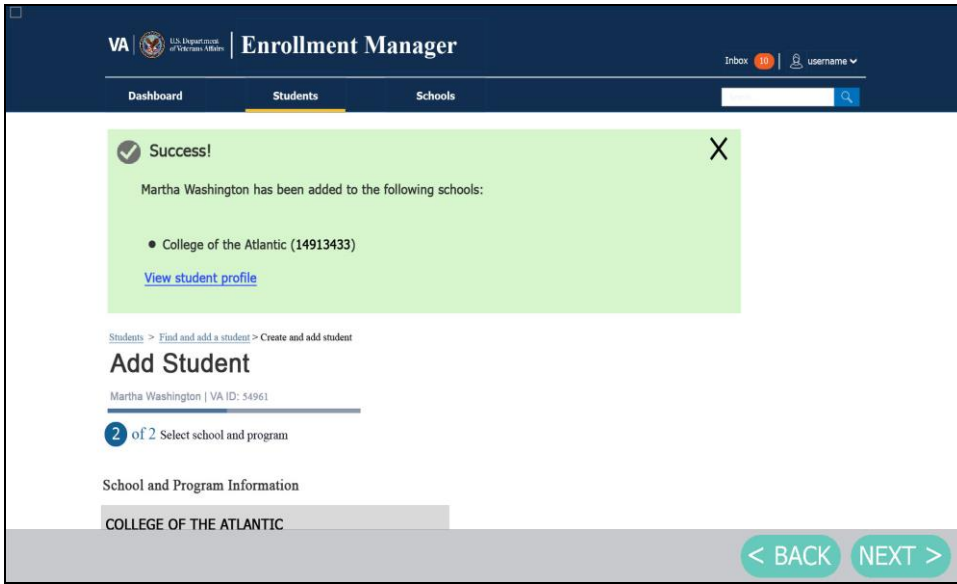 VA | U.S. Department of Veterans Affairs | Enrollment Manager
Inbox 10 | username
Dashboard Students Schools
Success! X
Martha Washington has been added to the following schools:
• College of the Atlantic (14913433)
View student profile
Students > Find and add a student > Create and add student
Add Student
Martha Washington | VA ID: 54961
2 of 2 Select school and program
School and Program Information
COLLEGE OF THE ATLANTIC
< BACK NEXT >